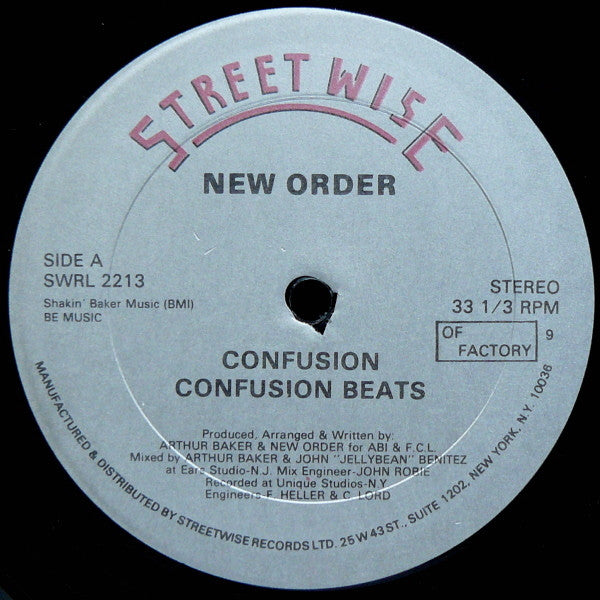 STREETWISE
NEW ORDER
SIDE A
SWRL 2213
Shakin' Baker Music (BMI)
BE MUSIC
STEREO
33 1/3 RPM
OF
FACTORY
9
CONFUSION
CONFUSION BEATS
Produced, Arranged & Written by:
ARTHUR BAKER & NEW ORDER for ABI & F.C.L.
Mixed by ARTHUR BAKER & JOHN "JELLYBEAN" BENITEZ
at Ears Studio-N.J. Mix Engineer-JOHN ROBIE
Recorded at Unique Studios-N.Y.
Engineers-F. HELLER & C. LORD
MANUFACTURED & DISTRIBUTED BY STREETWISE RECORDS LTD. 25 W 43 ST., SUITE 1202, NEW YORK, N.Y. 10036